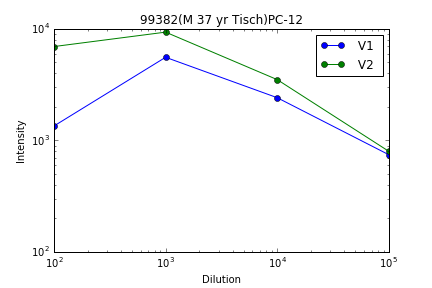 99382(M 37 yr Tisch)PC-12
10^4
10^3
10^2
Intensity
V1
V2
10^2 10^3 10^4 10^5
Dilution